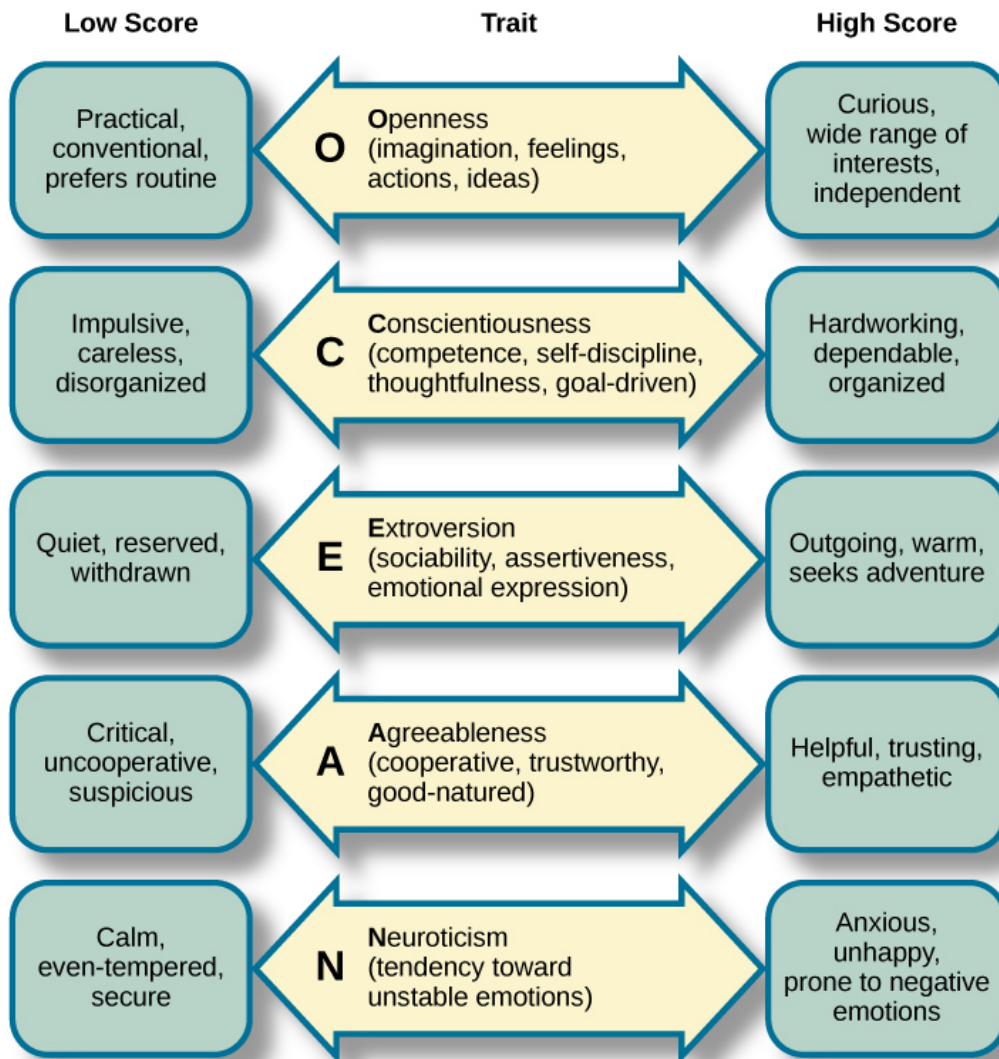 Low Score
Trait
High Score
Practical,
conventional,
prefers routine
O
Openness
(imagination, feelings,
actions, ideas)
Curious,
wide range of
interests,
independent
Impulsive,
careless,
disorganized
C
Conscientiousness
(competence, self-discipline,
thoughtfulness, goal-driven)
Hardworking,
dependable,
organized
Quiet, reserved,
withdrawn
E
Extroversion
(sociability, assertiveness,
emotional expression)
Outgoing, warm,
seeks adventure
Critical,
uncooperative,
suspicious
A
Agreeableness
(cooperative, trustworthy,
good-natured)
Helpful, trusting,
empathetic
Calm,
even-tempered,
secure
N
Neuroticism
(tendency toward
unstable emotions)
Anxious,
unhappy,
prone to negative
emotions